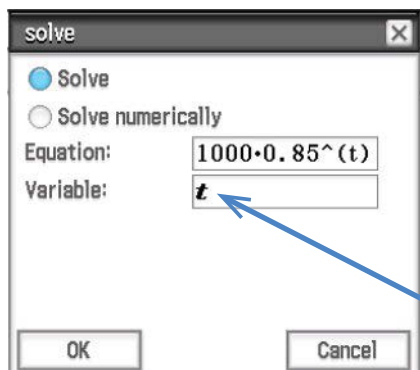 solve
Solve
Solve numerically
Equation: 1000·0.85^(t)
Variable: t
OK Cancel